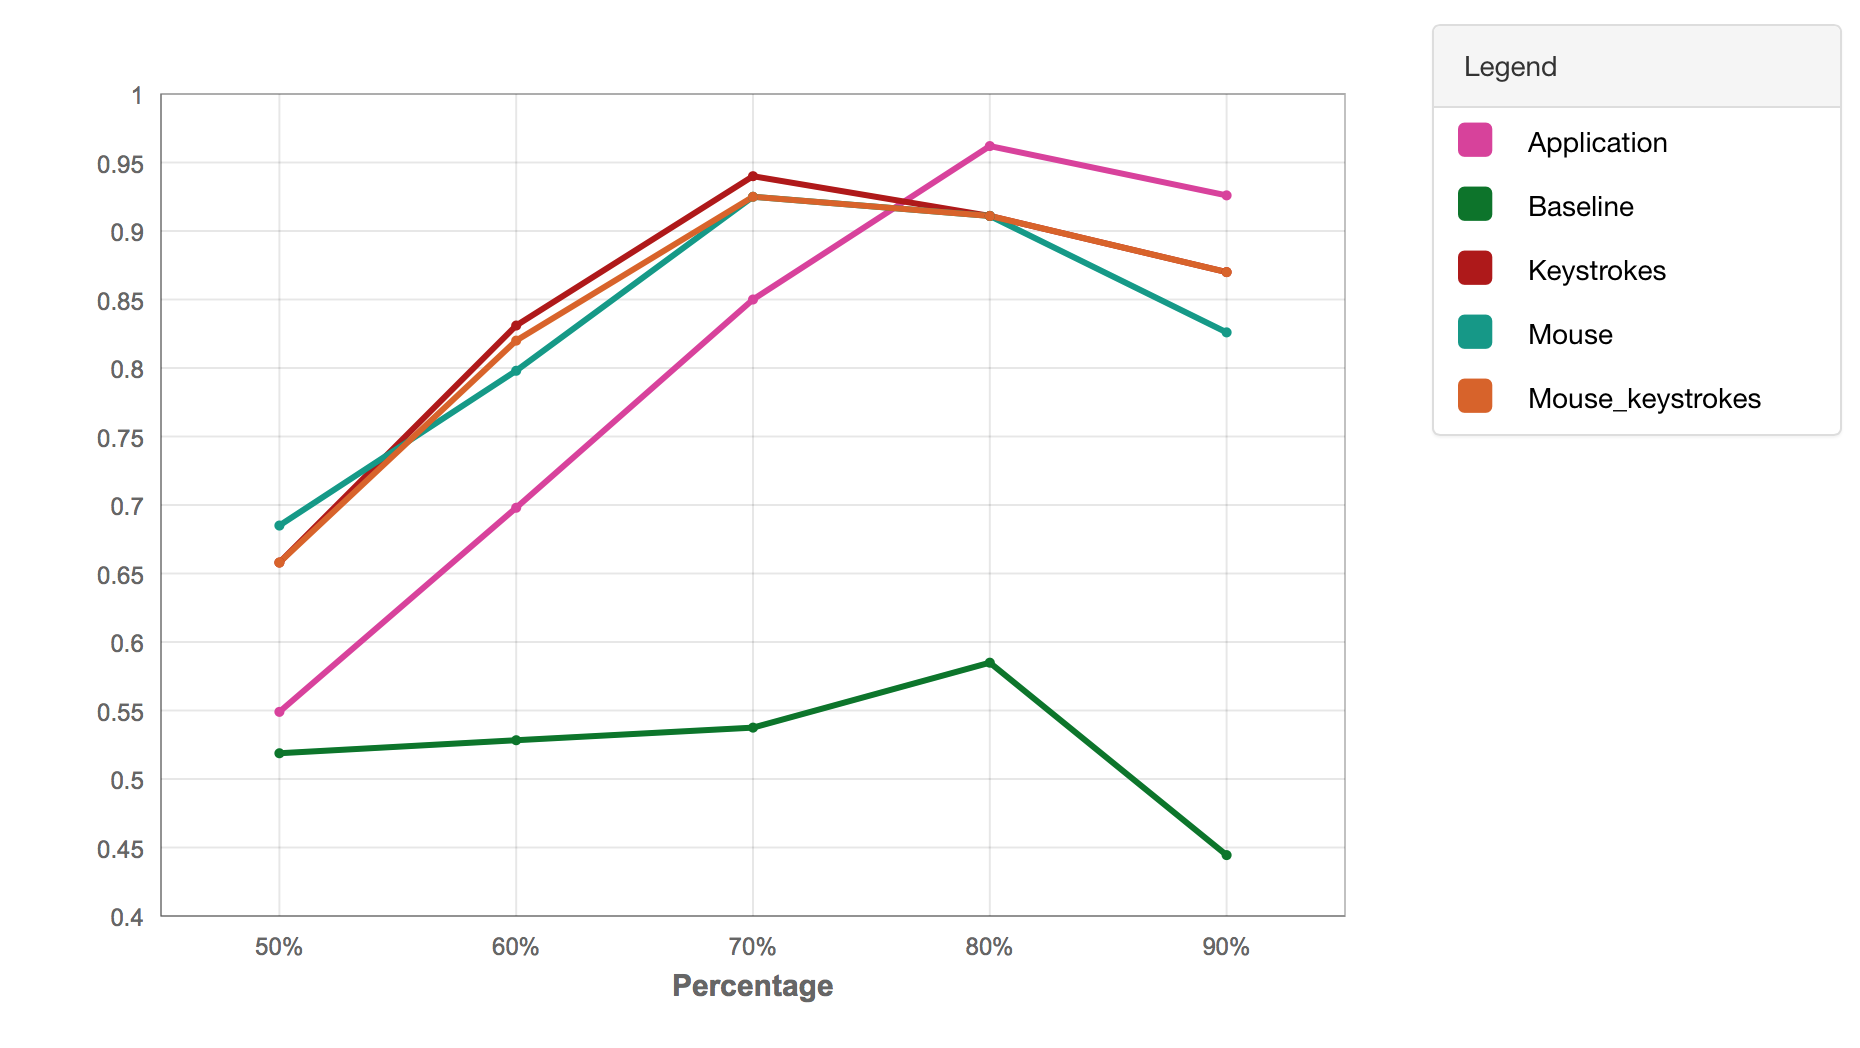 Legend
Application
Baseline
Keystrokes
Mouse
Mouse_keystrokes
1
0.95
0.9
0.85
0.8
0.75
0.7
0.65
0.6
0.55
0.5
0.45
0.4
50% 60% 70% 80% 90%
Percentage